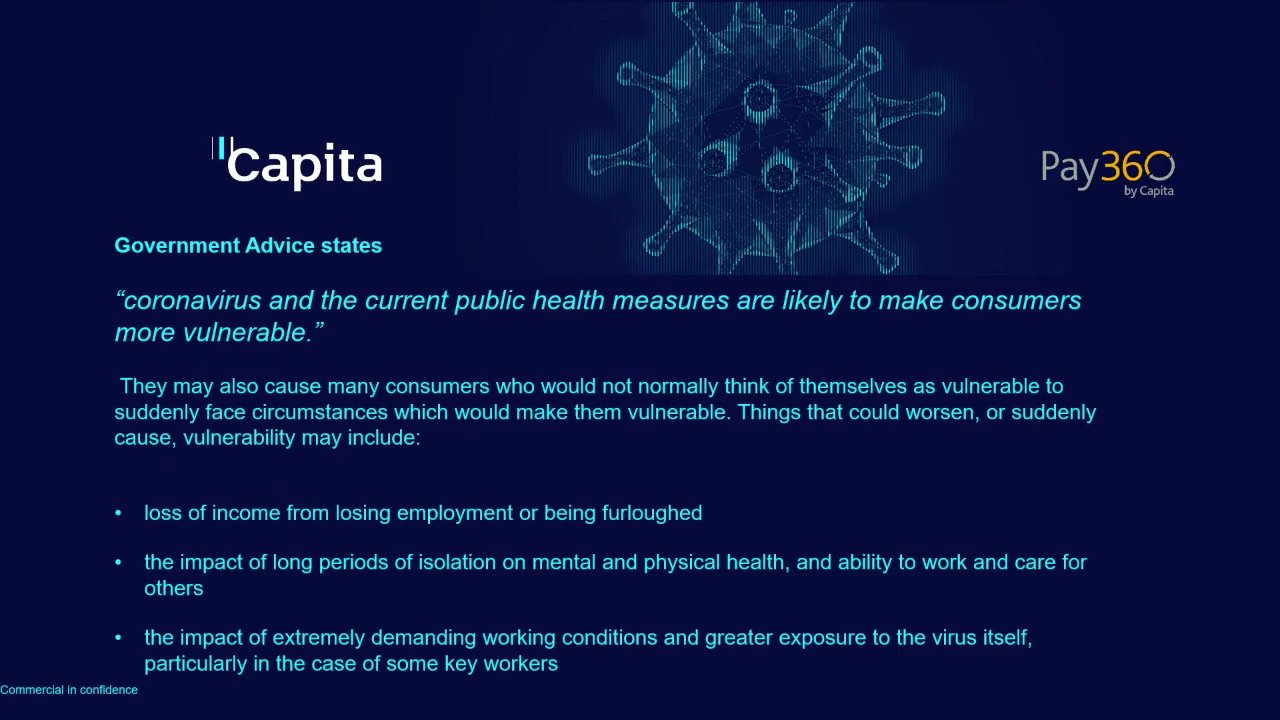 Capita
Pay360
by Capita
Government Advice states
“coronavirus and the current public health measures are likely to make consumers
more vulnerable.”
They may also cause many consumers who would not normally think of themselves as vulnerable to
suddenly face circumstances which would make them vulnerable. Things that could worsen, or suddenly
cause, vulnerability may include:
• loss of income from losing employment or being furloughed
• the impact of long periods of isolation on mental and physical health, and ability to work and care for
others
• the impact of extremely demanding working conditions and greater exposure to the virus itself,
particularly in the case of some key workers
Commercial in confidence